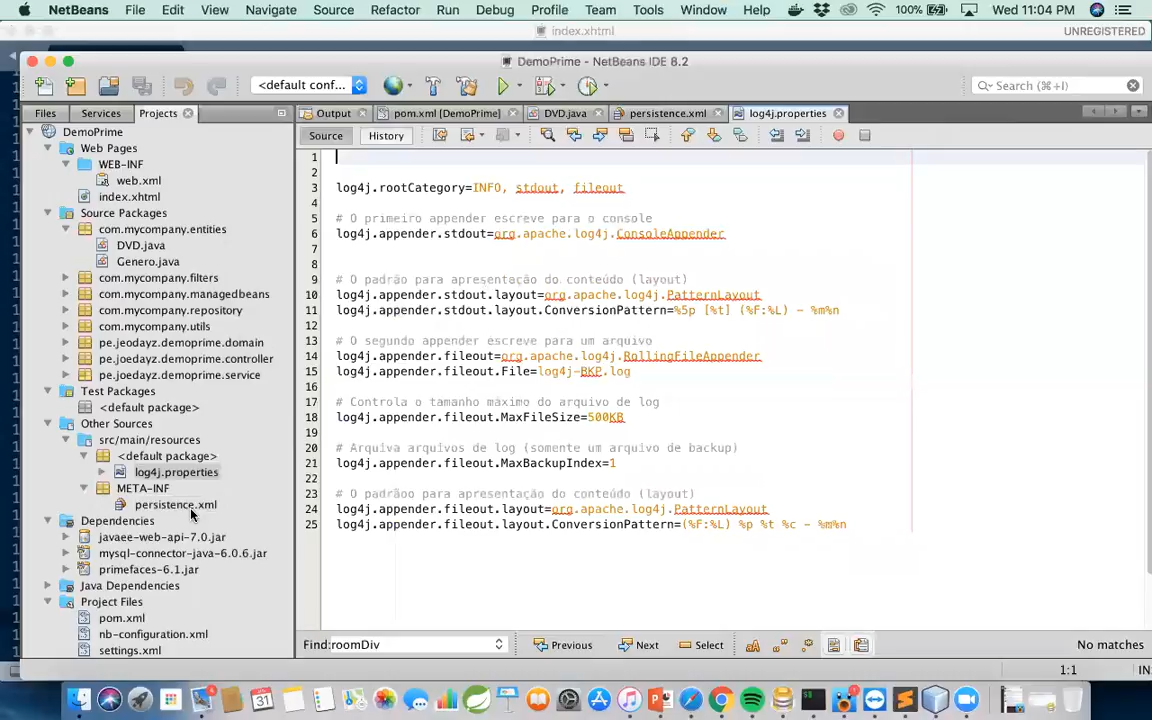 NetBeans File Edit View Navigate Source Refactor Run Debug Profile Team Tools Window Help 100% Wed 11:04 PM
index.xhtml UNREGISTERED
DemoPrime - NetBeans IDE 8.2
<default conf... Search (⌘+I)
Files Services Projects Output pom.xml [DemoPrime] DVD.java persistence.xml log4j.properties
Source History
DemoPrime
Web Pages
WEB-INF
web.xml
index.xhtml
Source Packages
com.mycompany.entities
DVD.java
Genero.java
com.mycompany.filters
com.mycompany.managedbeans
com.mycompany.repository
com.mycompany.utils
pe.joedayz.demoprime.domain
pe.joedayz.demoprime.controller
pe.joedayz.demoprime.service
Test Packages
<default package>
Other Sources
src/main/resources
<default package>
log4j.properties
META-INF
persistence.xml
Dependencies
javaee-web-api-7.0.jar
mysql-connector-java-6.0.6.jar
primefaces-6.1.jar
Java Dependencies
Project Files
pom.xml
nb-configuration.xml
settings.xml
1
2
3 log4j.rootCategory=INFO, stdout, fileout
4
5 # O primeiro appender escreve para o console
6 log4j.appender.stdout=org.apache.log4j.ConsoleAppender
7
8
9 # O padrão para apresentação do conteúdo (layout)
10 log4j.appender.stdout.layout=org.apache.log4j.PatternLayout
11 log4j.appender.stdout.layout.ConversionPattern=%5p [%t] (%F:%L) - %m%n
12
13 # O segundo appender escreve para um arquivo
14 log4j.appender.fileout=org.apache.log4j.RollingFileAppender
15 log4j.appender.fileout.File=log4j-BKP.log
16
17 # Controla o tamanho máximo do arquivo de log
18 log4j.appender.fileout.MaxFileSize=500KB
19
20 # Arquiva arquivos de log (somente um arquivo de backup)
21 log4j.appender.fileout.MaxBackupIndex=1
22
23 # O padrãoo para apresentação do conteúdo (layout)
24 log4j.appender.fileout.layout=org.apache.log4j.PatternLayout
25 log4j.appender.fileout.layout.ConversionPattern=(%F:%L) %p %t %c - %m%n
Find: roomDiv Previous Next Select No matches
1:1 IN